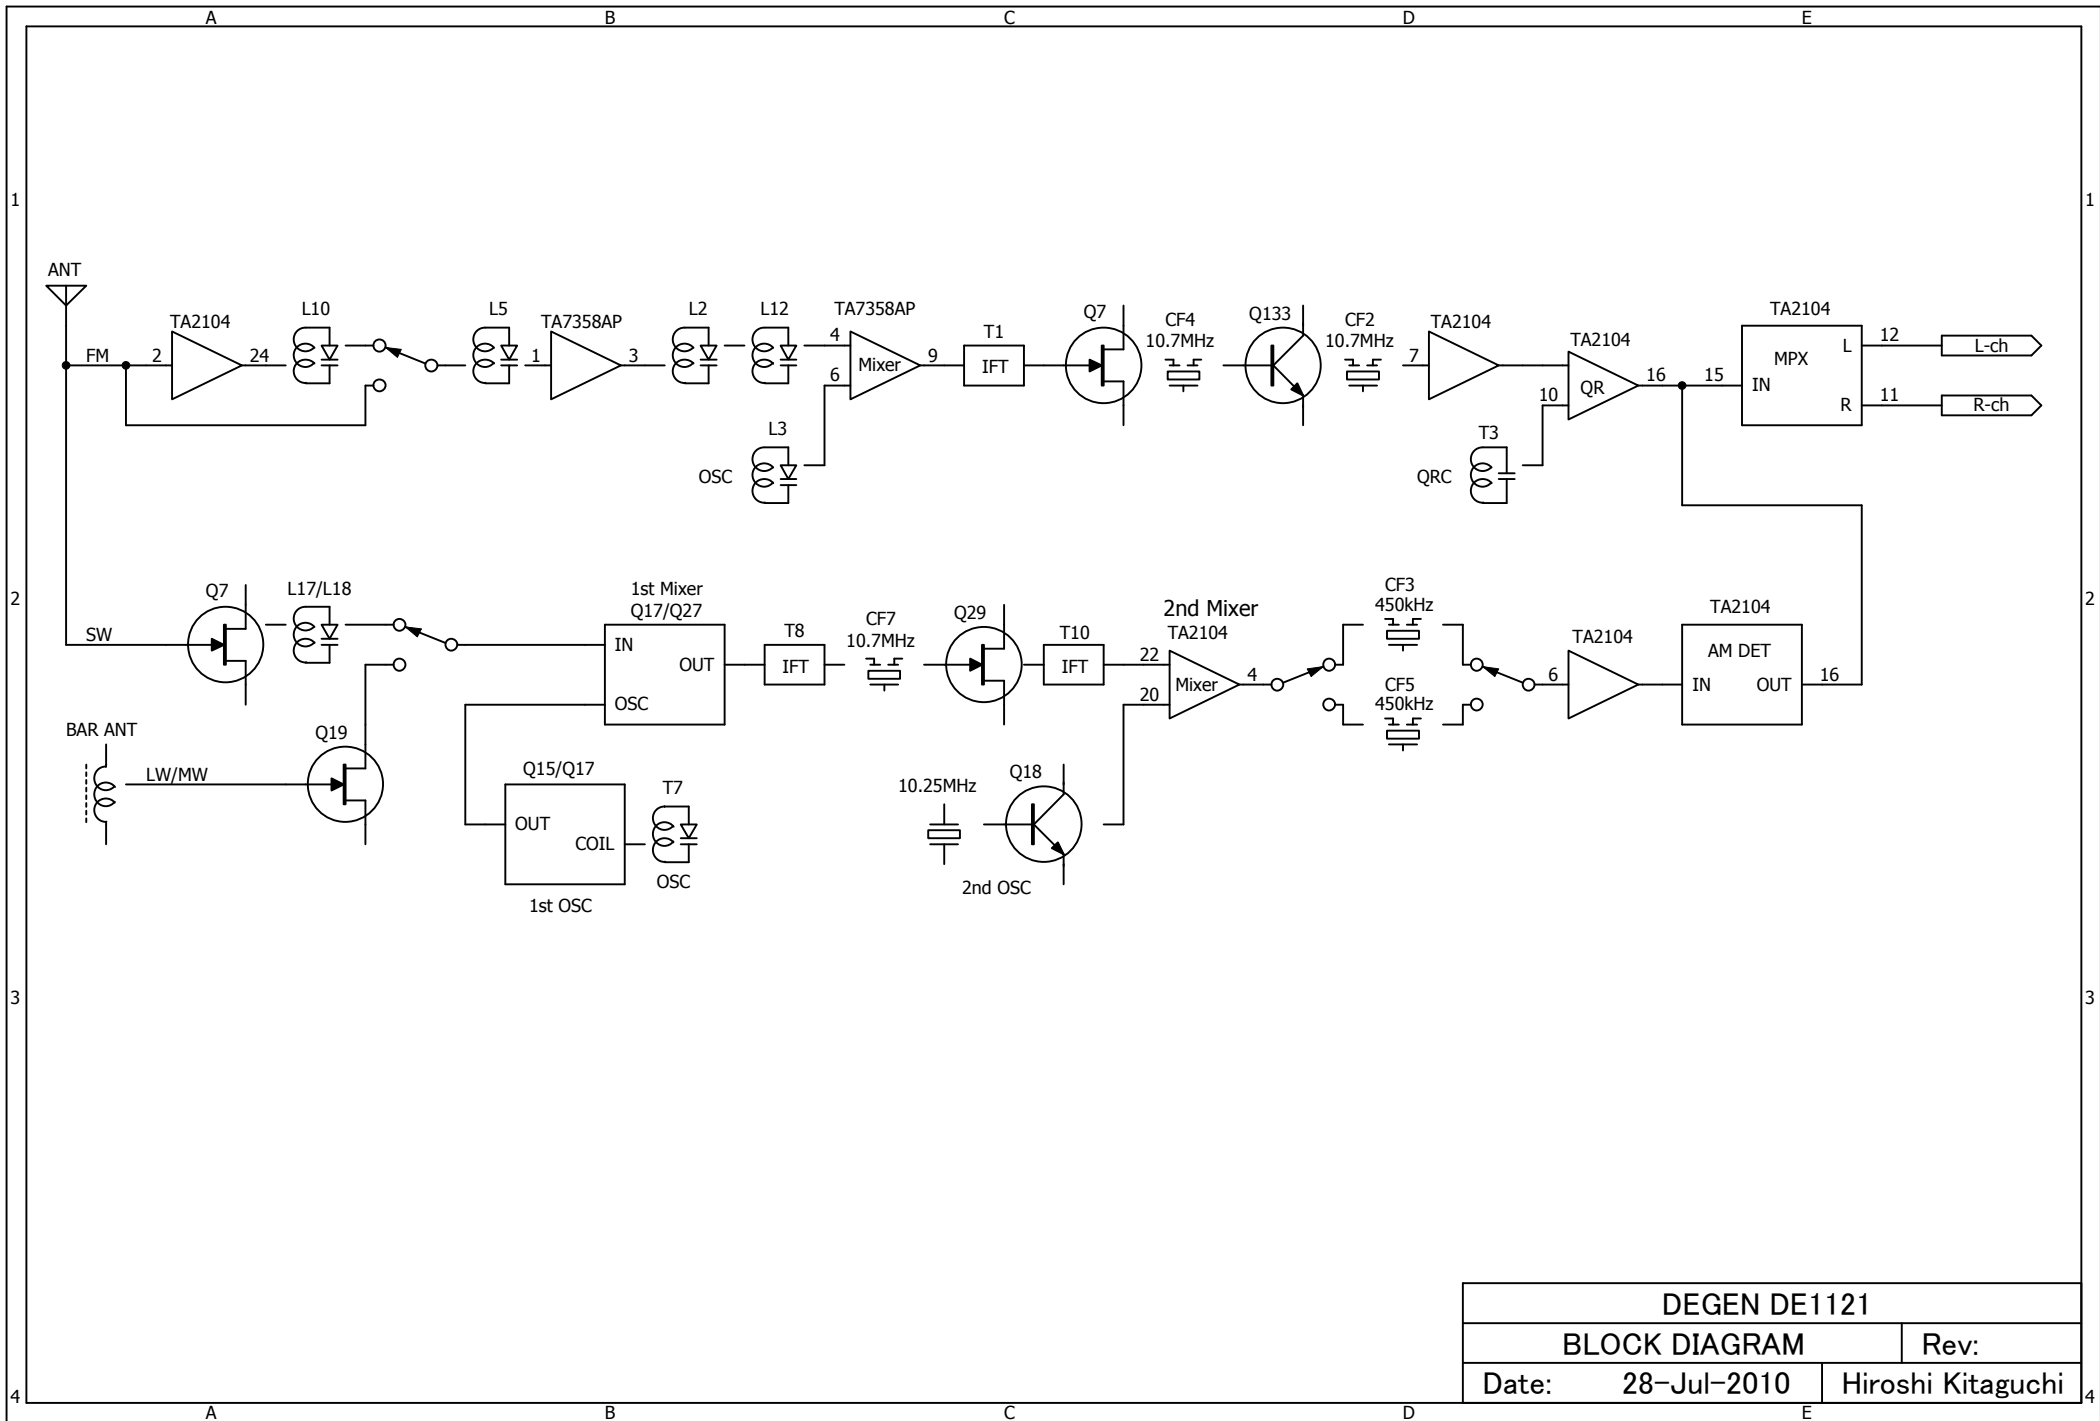 A B C D E
1 1
ANT
L10 L5 L2 L12 TA7358AP Q7 CF4 Q133 CF2 TA2104
TA2104 TA7358AP T1 10.7MHz 10.7MHz TA2104 TA2104
FM 2 24 1 3 4 Mixer 9 IFT 7 16 15 MPX L 12 L-ch
6 10 QR IN R 11 R-ch
L3 T3
OSC QRC
2 2
Q7 L17/L18 1st Mixer CF7 Q29 2nd Mixer CF3 TA2104
Q17/Q27 T8 10.7MHz T10 TA2104 450kHz TA2104 AM DET
SW IN OUT IFT IFT 22 Mixer 4 6 IN OUT 16
OSC 20 CF5
450kHz
BAR ANT Q19
LW/MW Q15/Q17 T7 10.25MHz Q18
OUT
COIL
OSC 2nd OSC
1st OSC
3 3
DEGEN DE1121
BLOCK DIAGRAM Rev:
Date: 28-Jul-2010 Hiroshi Kitaguchi
4 4
A B C D E